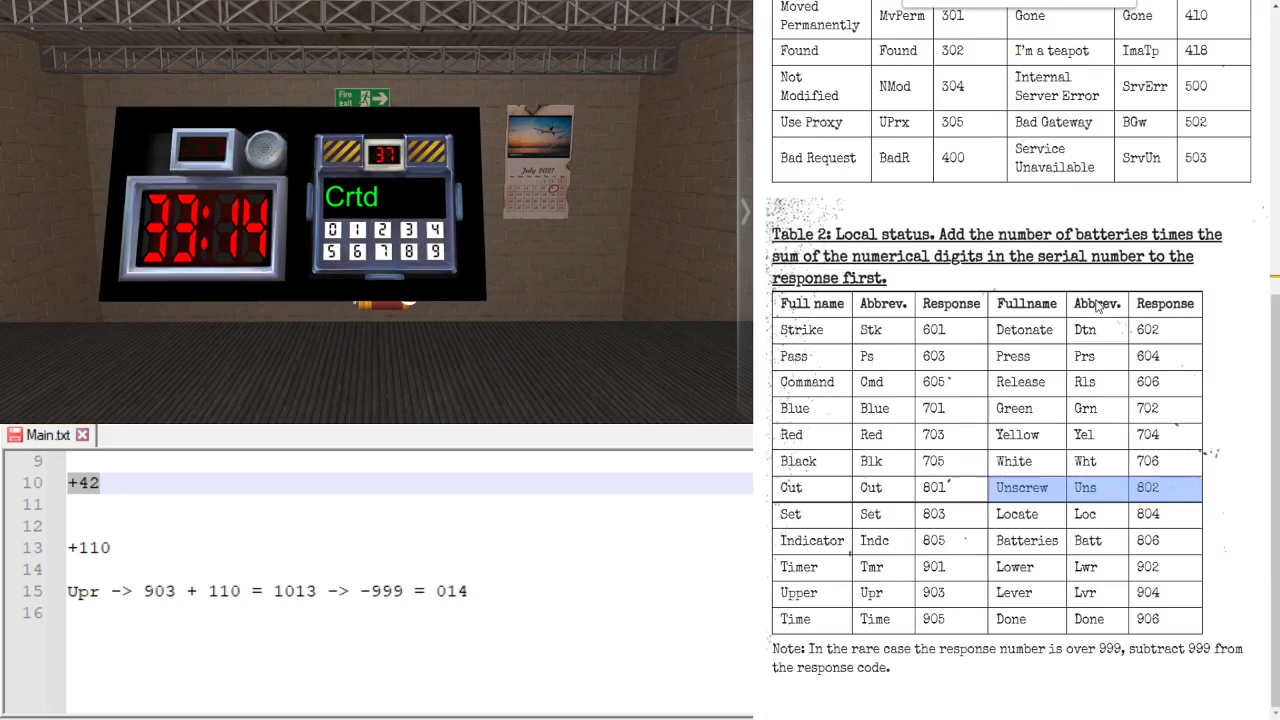 Fire
exit
37
33:14
Crtd
0 1 2 3 4
5 6 7 8 9
July 2021
Main.txt
9
10 +42
11
12
13 +110
14
15 Upr -> 903 + 110 = 1013 -> -999 = 014
16
Moved Permanently MvPerm 301 Gone Gone 410
Found Found 302 I'm a teapot ImaTp 418
Not Modified NMod 304 Internal Server Error SrvErr 500
Use Proxy UPrx 305 Bad Gateway BGw 502
Bad Request BadR 400 Service Unavailable SrvUn 503
Table 2: Local status. Add the number of batteries times the
sum of the numerical digits in the serial number to the
response first.
Full name Abbrev. Response Fullname Abbrev. Response
Strike Stk 601 Detonate Dtn 602
Pass Ps 603 Press Prs 604
Command Cmd 605 Release Rls 606
Blue Blue 701 Green Grn 702
Red Red 703 Yellow Yel 704
Black Blk 705 White Wht 706
Cut Cut 801 Unscrew Uns 802
Set Set 803 Locate Loc 804
Indicator Indc 805 Batteries Batt 806
Timer Tmr 901 Lower Lwr 902
Upper Upr 903 Lever Lvr 904
Time Time 905 Done Done 906
Note: In the rare case the response number is over 999, subtract 999 from
the response code.